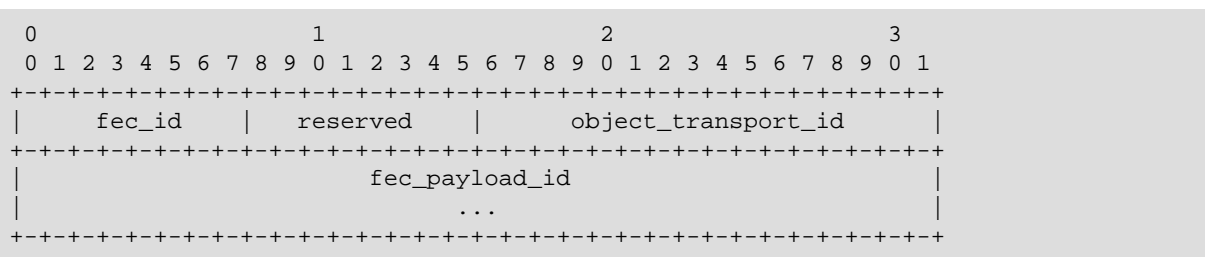 0                   1                   2                   3
 0 1 2 3 4 5 6 7 8 9 0 1 2 3 4 5 6 7 8 9 0 1 2 3 4 5 6 7 8 9 0 1
+-+-+-+-+-+-+-+-+-+-+-+-+-+-+-+-+-+-+-+-+-+-+-+-+-+-+-+-+-+-+-+-+
|     fec_id    |   reserved    |      object_transport_id      |
+-+-+-+-+-+-+-+-+-+-+-+-+-+-+-+-+-+-+-+-+-+-+-+-+-+-+-+-+-+-+-+-+
|                        fec_payload_id                         |
|                              ...                              |
+-+-+-+-+-+-+-+-+-+-+-+-+-+-+-+-+-+-+-+-+-+-+-+-+-+-+-+-+-+-+-+-+